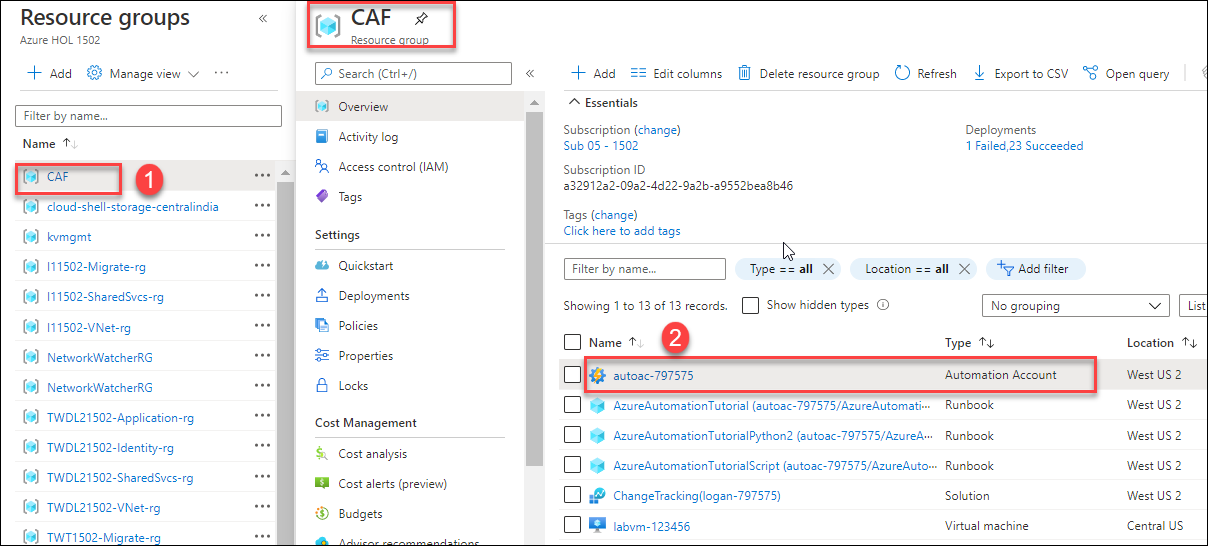 Resource groups
Azure HOL 1502
Add
Manage view
Filter by name...
Name
CAF
1
cloud-shell-storage-centralindia
kvmgmt
I11502-Migrate-rg
I11502-SharedSvcs-rg
I11502-VNet-rg
NetworkWatcherRG
NetworkWatcherRG
TWDL21502-Application-rg
TWDL21502-Identity-rg
TWDL21502-SharedSvcs-rg
TWDL21502-VNet-rg
TWT1502-Migrate-rg
CAF
Resource group
Search (Ctrl+/)
Overview
Activity log
Access control (IAM)
Tags
Settings
Quickstart
Deployments
Policies
Properties
Locks
Cost Management
Cost analysis
Cost alerts (preview)
Budgets
Advisor recommendations
Add Edit columns Delete resource group Refresh Export to CSV Open query
Essentials
Subscription (change)
Sub 05 - 1502
Subscription ID
a32912a2-09a2-4d22-9a2b-a9552bea8b46
Tags (change)
Click here to add tags
Deployments
1 Failed,23 Succeeded
Filter by name... Type == all Location == all Add filter
Showing 1 to 13 of 13 records. Show hidden types No grouping List
2
Name Type Location
autoac-797575 Automation Account West US 2
AzureAutomationTutorial (autoac-797575/AzureAutomati··· Runbook West US 2
AzureAutomationTutorialPython2 (autoac-797575/AzureA··· Runbook West US 2
AzureAutomationTutorialScript (autoac-797575/AzureAuto··· Runbook West US 2
ChangeTracking(logan-797575) Solution West US 2
labvm-123456 Virtual machine Central US